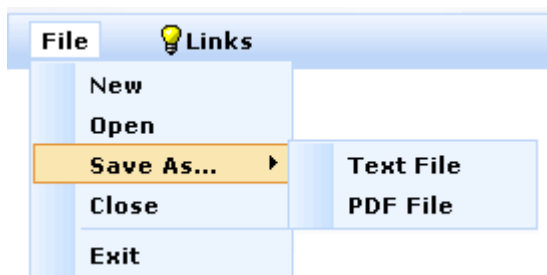 File Links
New
Open
Save As... Text File
Close PDF File
Exit